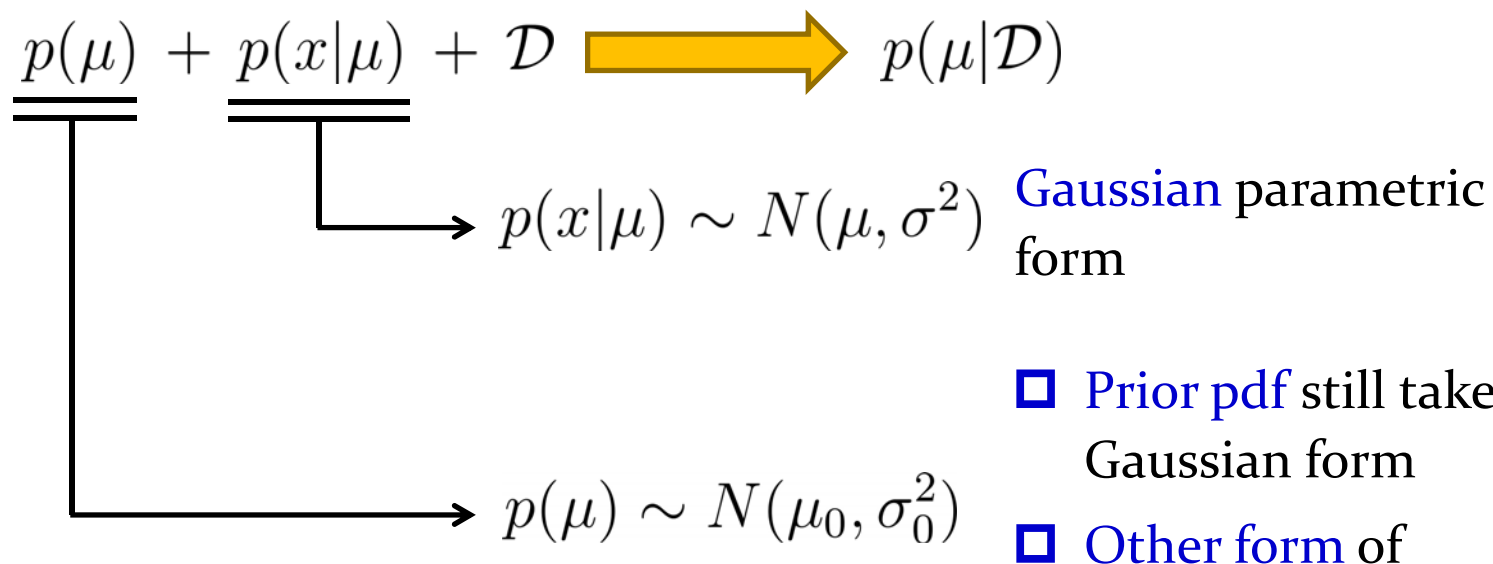 p(μ) + p(x|μ) + 𝒟 p(μ|𝒟)
p(x|μ) ∼ N(μ, σ²)
Gaussian parametric
form
p(μ) ∼ N(μ₀, σ₀²)
Prior pdf still take
Gaussian form
Other form of